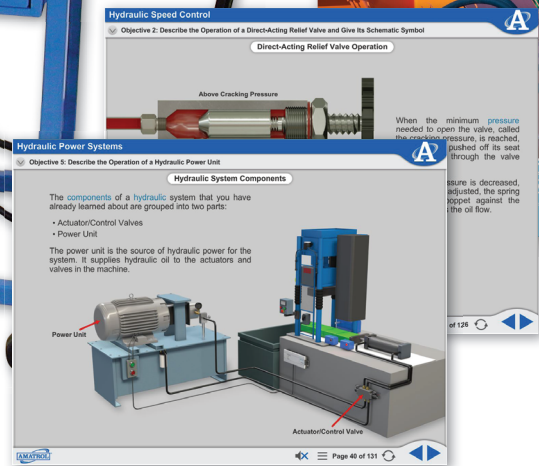 Hydraulic Speed Control
Objective 2: Describe the Operation of a Direct-Acting Relief Valve and Give Its Schematic Symbol
Direct-Acting Relief Valve Operation
Above Cracking Pressure
When the minimum pressure
needed to open the valve, called
the cracking pressure, is reached,
pushed off its seat
through the valve
is decreased,
adjusted, the spring
poppet against the
the oil flow.
of 126
Hydraulic Power Systems
Objective 5: Describe the Operation of a Hydraulic Power Unit
Hydraulic System Components
The components of a hydraulic system that you have
already learned about are grouped into two parts:
• Actuator/Control Valves
• Power Unit
The power unit is the source of hydraulic power for the
system. It supplies hydraulic oil to the actuators and
valves in the machine.
Power Unit
Actuator/Control Valve
AMATROL
Page 40 of 131